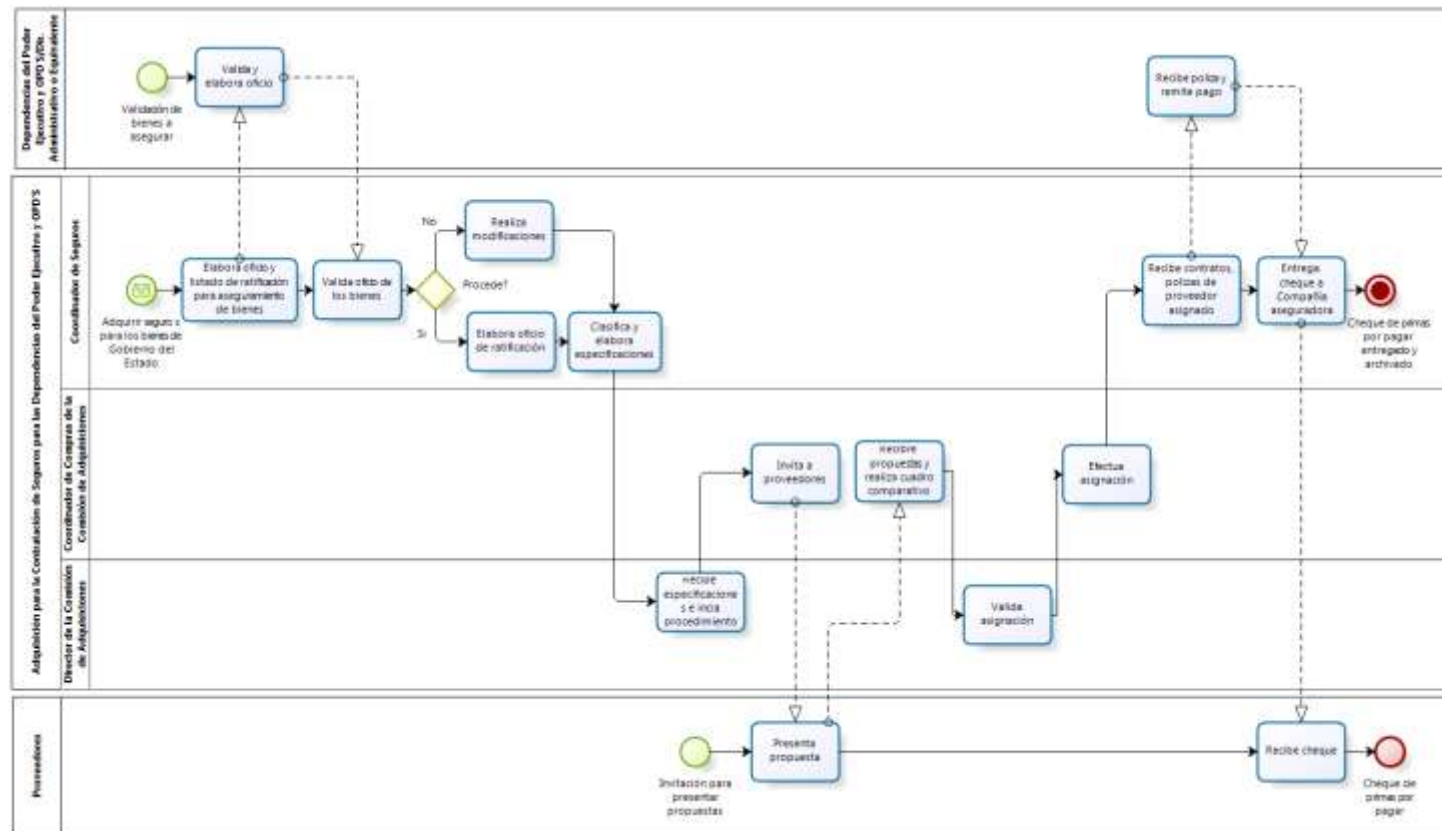 Dependencias del Poder
Ejecutivo y OPD S/Dir.
Administrativo o Equivalente
Validación de
bienes a
asegurar
Valida y
elabora oficio
Recibe poliza y
remite pago
Adquisición para la Contratación de Seguros para las Dependencias del Poder Ejecutivo y OPD'S
Coordinador de Seguros
Adquirir seguro s
para los bienes de
Gobierno del
Estado
Elabora oficio y
listado de ratificación
para aseguramiento
de bienes
Valida oficio de
los bienes
Procede?
No
Si
Realiza
modificaciones
Elabora oficio
de ratificación
Clasifica y
elabora
especificaciones
Recibe contratos,
polizas de
proveedor
asignado
Entrega
cheque a
Compañía
aseguradora
Cheque de primas
por pagar
entregado y
archivado
Coordinador de Compras de la
Comisión de Adquisiciones
Invita a
proveedores
Recibe
propuestas y
realiza cuadro
comparativo
Efectua
asignación
Director de la Comisión
de Adquisiciones
Recibe
especificacione
s e inicia
procedimiento
Valida
asignación
Proveedores
Invitación para
presentar
propuestas
Presenta
propuesta
Recibe cheque
Cheque de
primas por
pagar